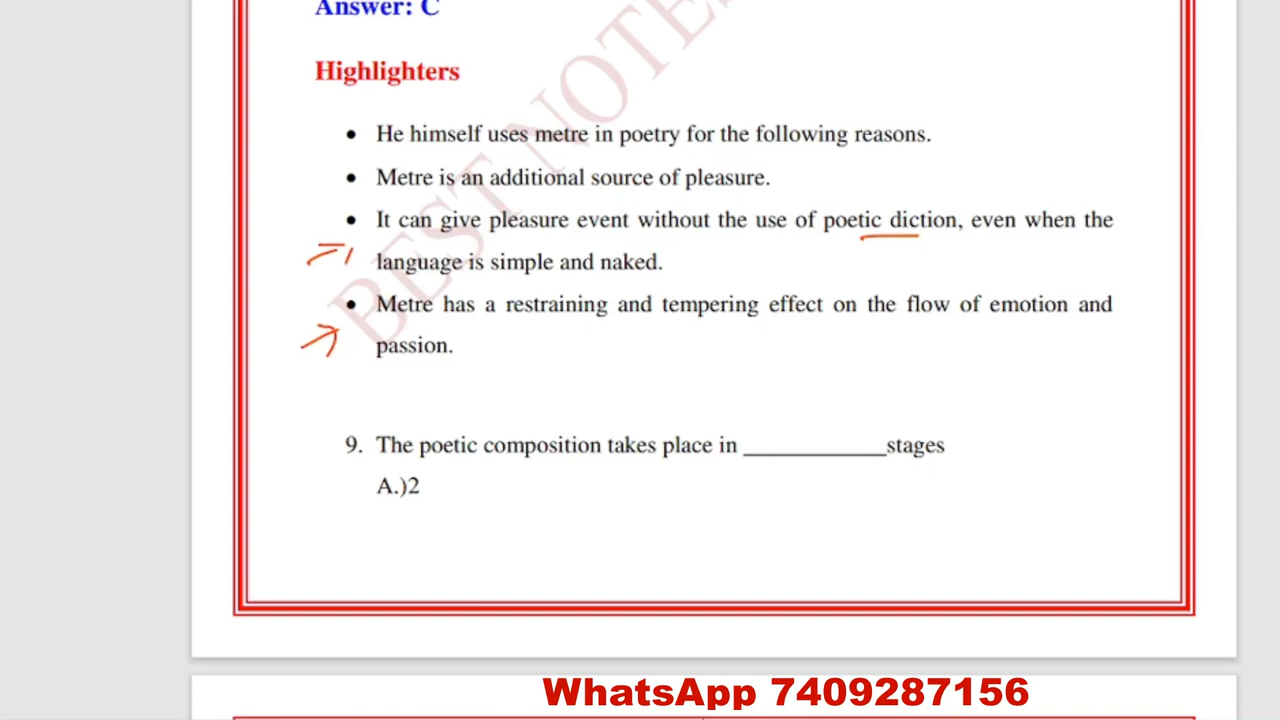 Answer: C
Highlighters
• He himself uses metre in poetry for the following reasons.
• Metre is an additional source of pleasure.
• It can give pleasure event without the use of poetic diction, even when the
language is simple and naked.
• Metre has a restraining and tempering effect on the flow of emotion and
passion.
9. The poetic composition takes place in ____________stages
A.)2
BEST NOTES
WhatsApp 7409287156